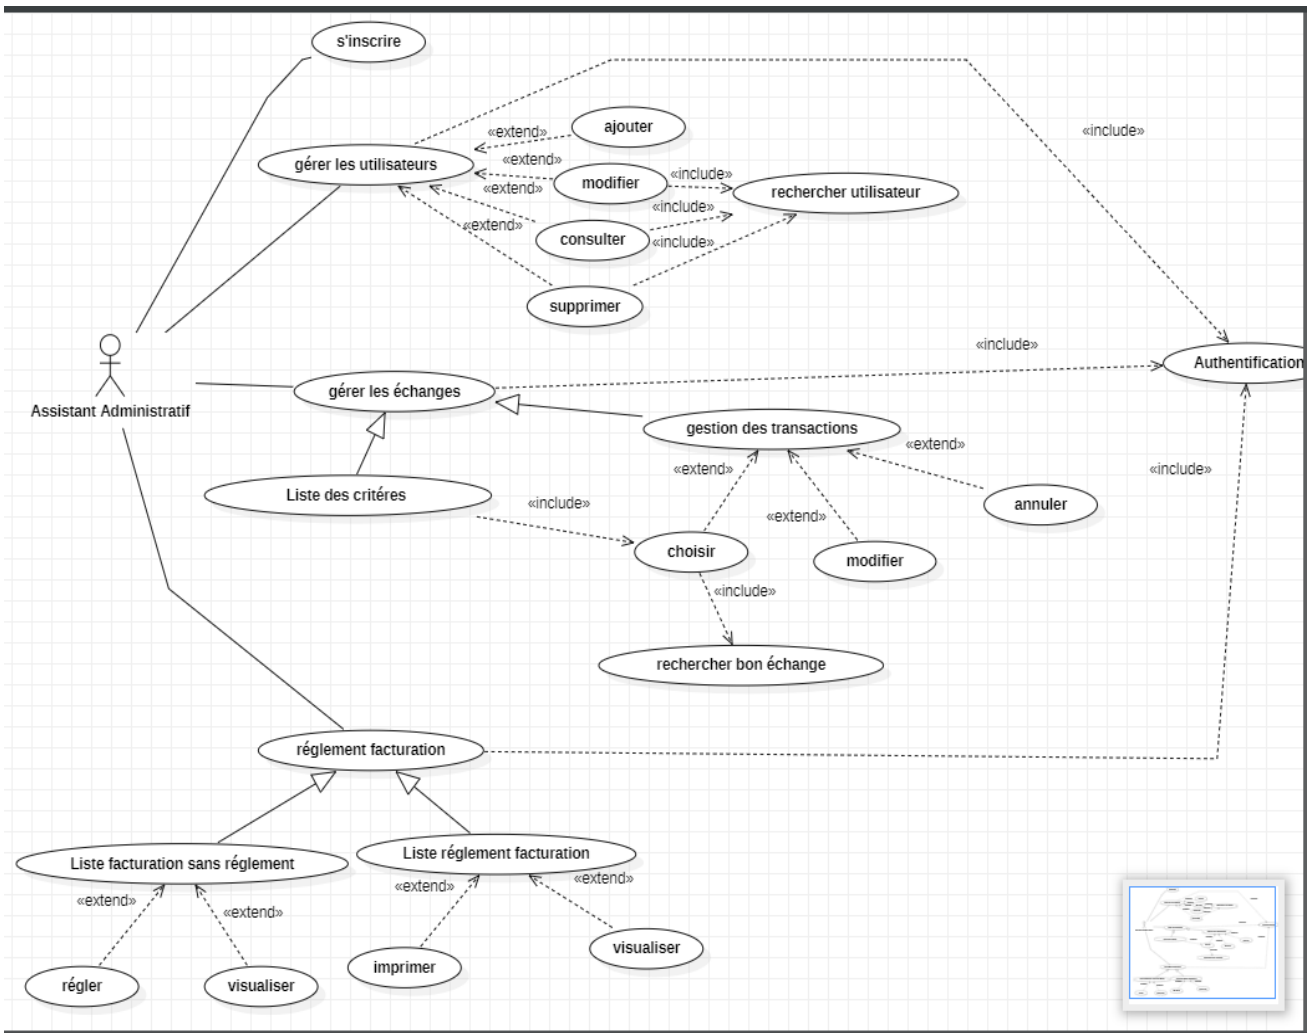 s'inscrire
«include»
ajouter
«extend»
gérer les utilisateurs
«extend»
modifier
«include»
«extend»
rechercher utilisateur
«include»
«extend»
consulter
«include»
supprimer
«include»
Authentification
gérer les échanges
Assistant Administratif
gestion des transactions
«extend»
«extend»
«include»
Liste des critéres
«include»
annuler
«extend»
choisir
modifier
«include»
rechercher bon échange
réglement facturation
Liste facturation sans réglement
Liste réglement facturation
«extend»
«extend»
«extend»
«extend»
visualiser
imprimer
régler
visualiser